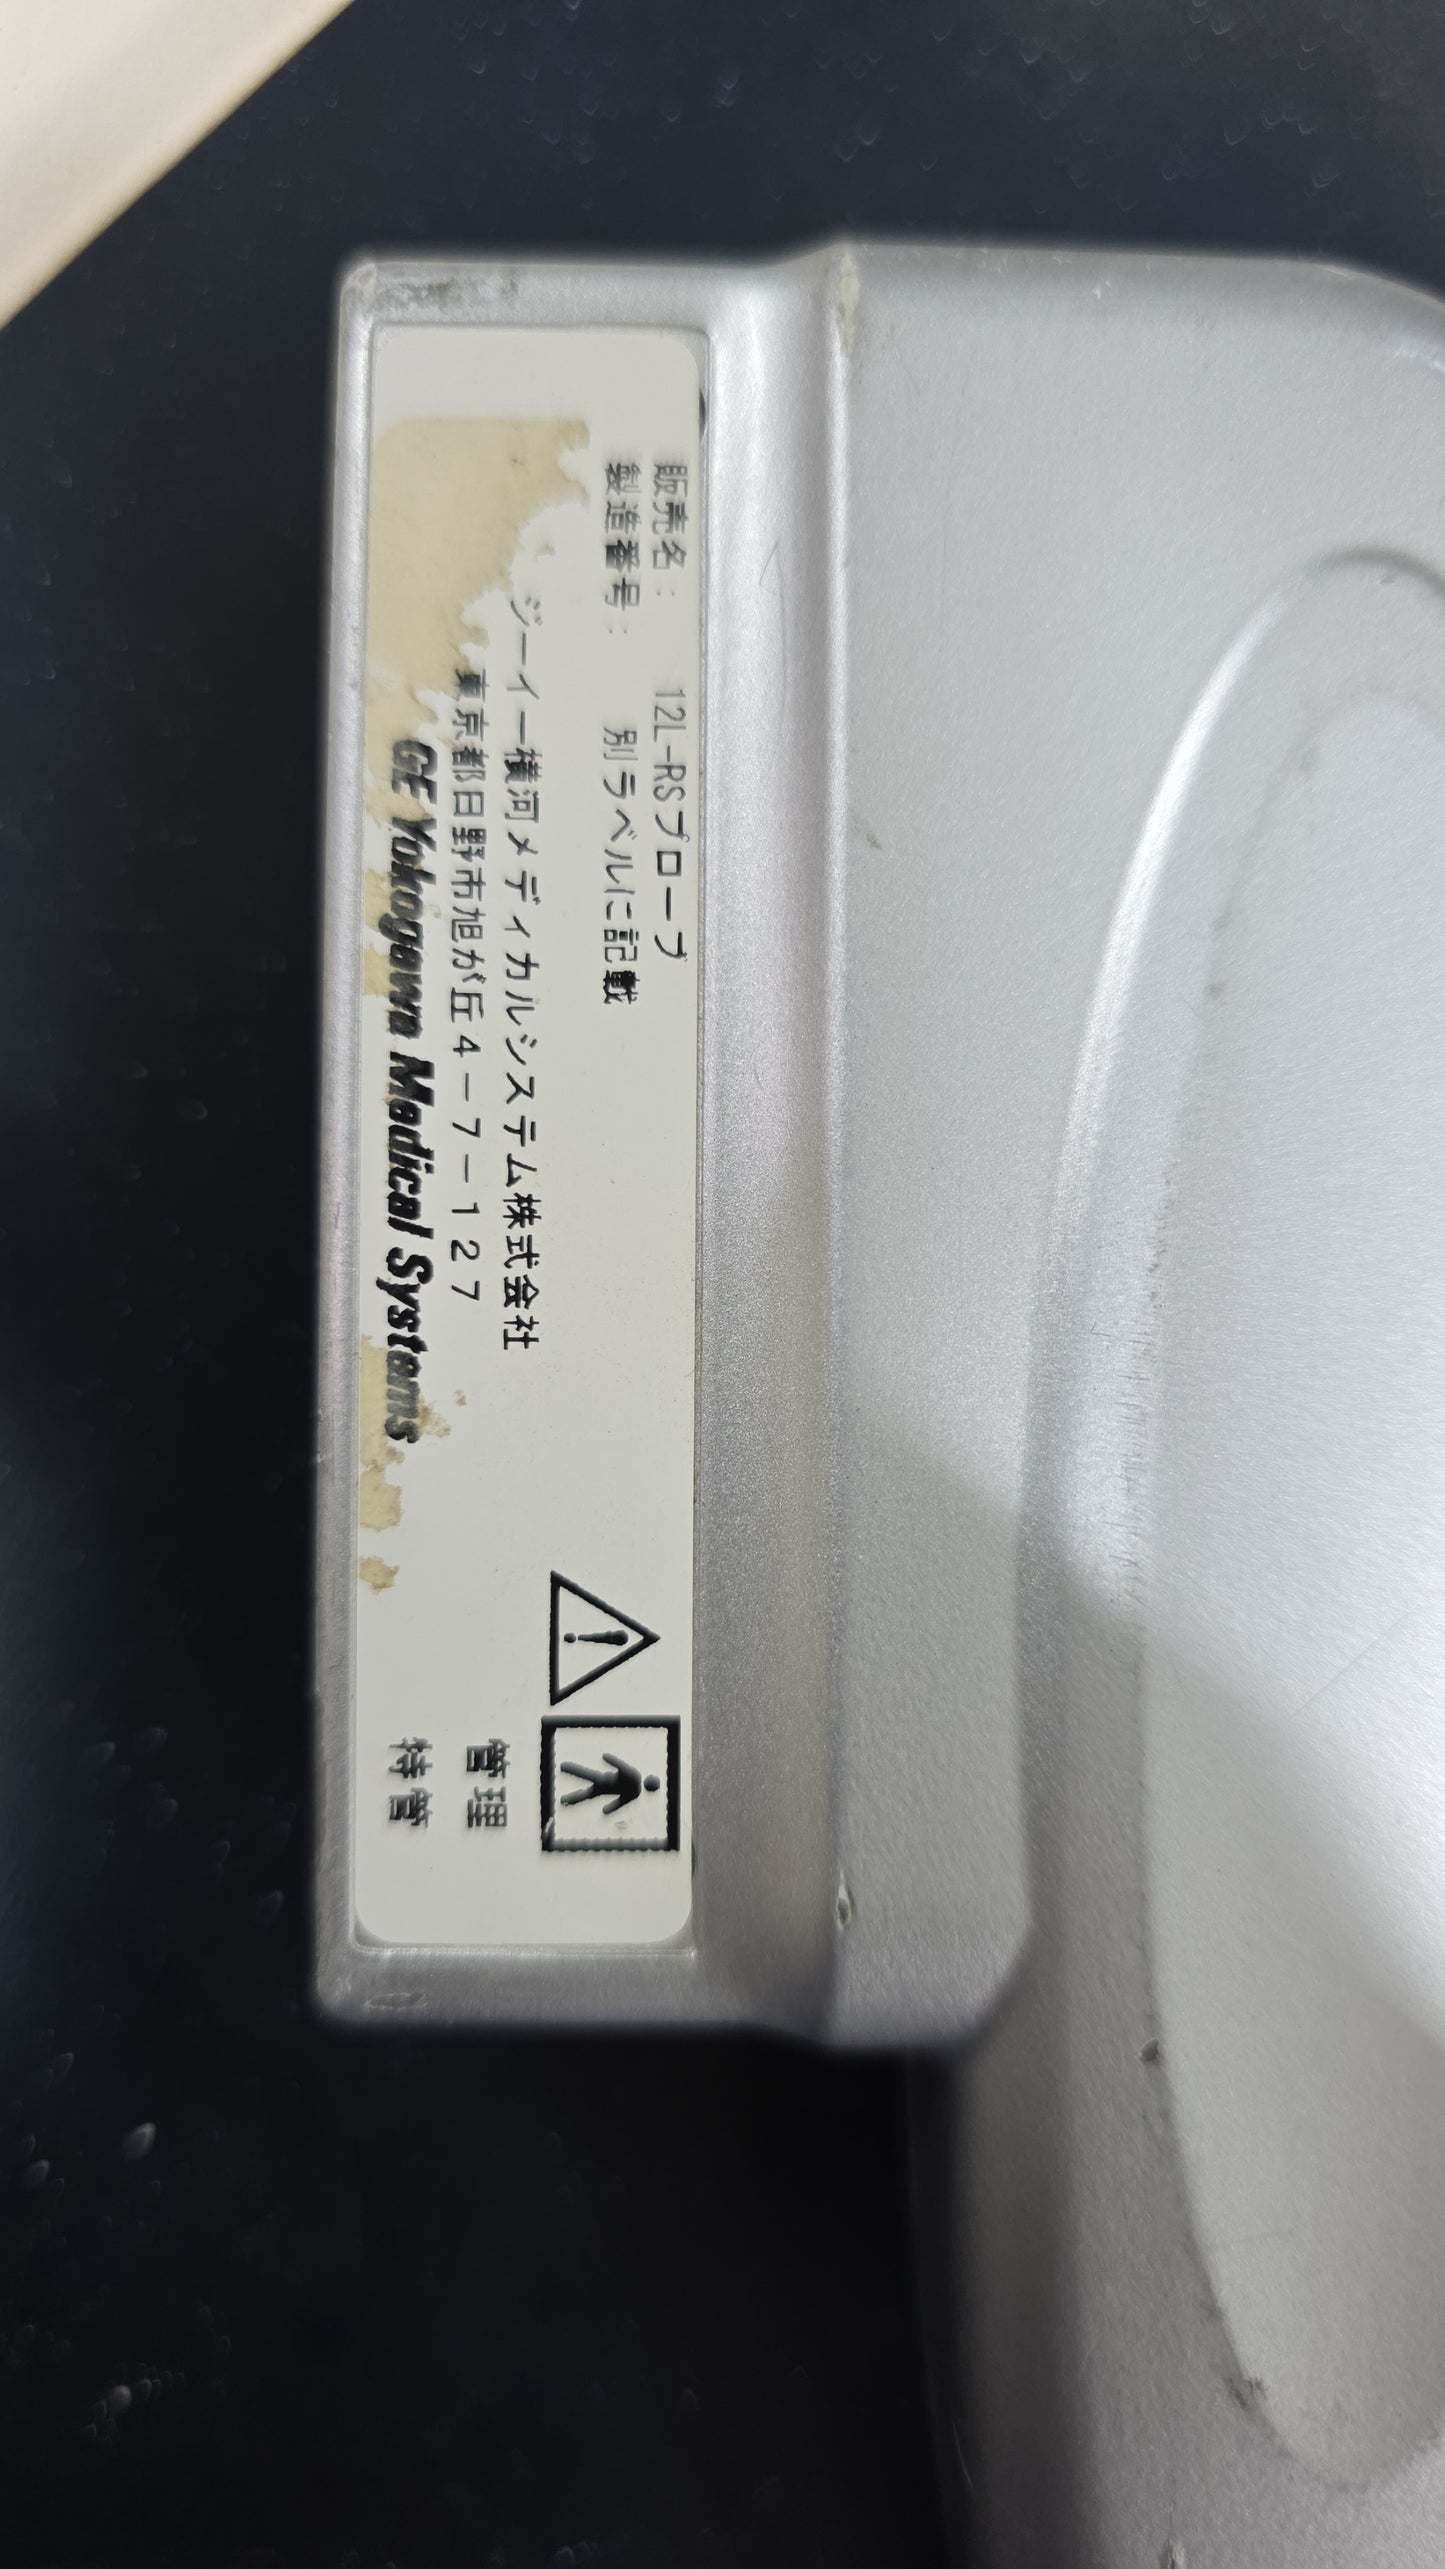 販売名: 12L-RSプローブ
製造番号: 別ラベルに記載
ジーイー横河メディカルシステム株式会社
東京都日野市旭が丘4-7-127
GE Yokogawa Medical Systems
管理
特管